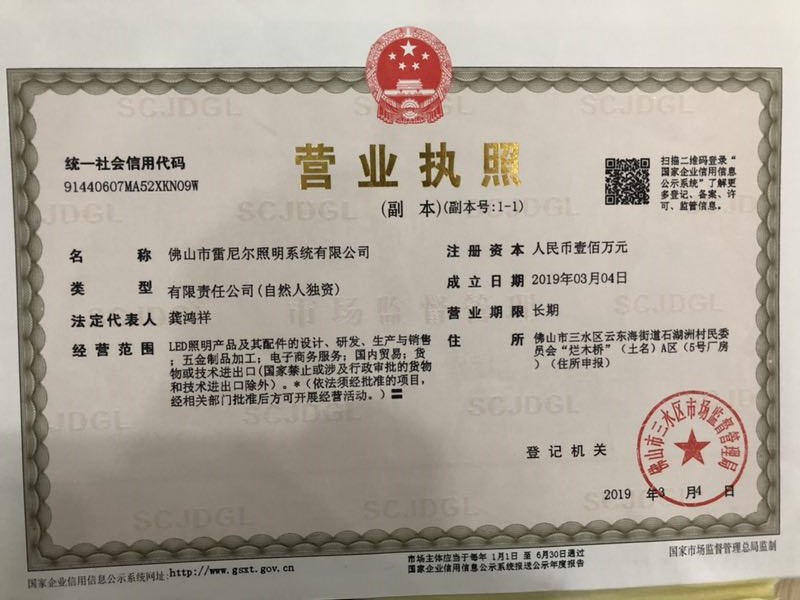 SCJDGL
营业执照
(副 本)(副本号:1-1)
统一社会信用代码
91440607MA52XKN09W
扫描二维码登录“
国家企业信用信息
公示系统”了解更
多登记、备案、许
可、监管信息。
名 称 佛山市雷尼尔照明系统有限公司
类 型 有限责任公司(自然人独资)
法定代表人 龚鸿祥
经营范围 LED照明产品及其配件的设计、研发、生产与销售
；五金制品加工；电子商务服务；国内贸易；货
物或技术进出口(国家禁止或涉及行政审批的货物
和技术进出口除外）。*（依法须经批准的项目，
经相关部门批准后方可开展经营活动。）〓
注册资本 人民币壹佰万元
成立日期 2019年03月04日
营业期限 长期
住 所 佛山市三水区云东海街道石湖洲村民委
员会“烂木桥”（土名）A区（5号厂房
）（住所申报）
市场监督管理
登记机关
佛山市三水区市场监督管理局
2019 年3 月4 日
国家企业信用信息公示系统网址:http://www.gsxt.gov.cn
市场主体应当于每年 1月1日 至 6月30日通过
国家企业信用信息公示系统报送公示年度报告
国家市场监督管理总局监制